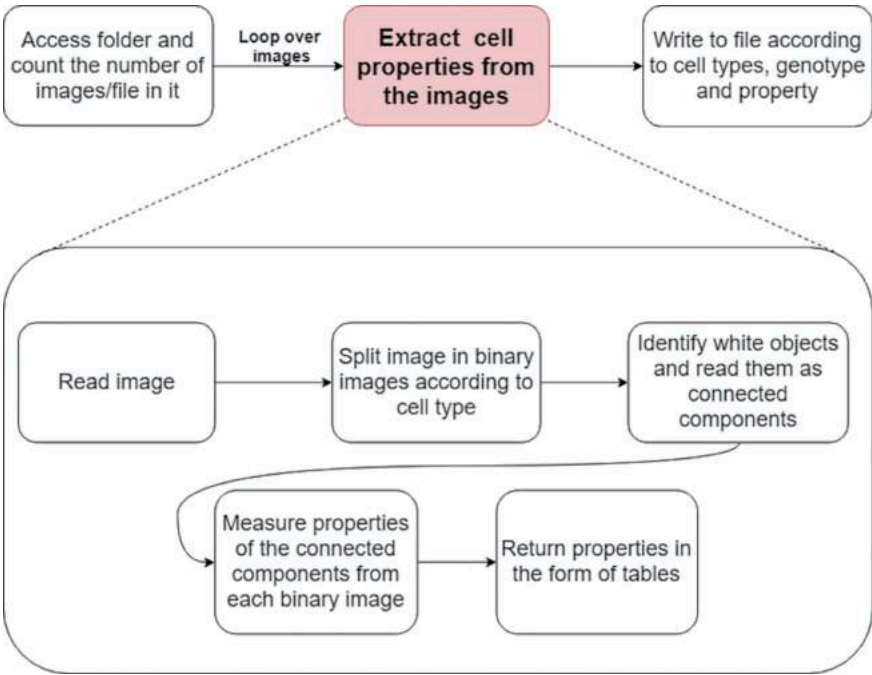 Access folder and
count the number of
images/file in it
Loop over
images
Extract cell
properties from
the images
Write to file according
to cell types, genotype
and property
Read image
Split image in binary
images according to
cell type
Identify white objects
and read them as
connected
components
Measure properties
of the connected
components from
each binary image
Return properties in
the form of tables